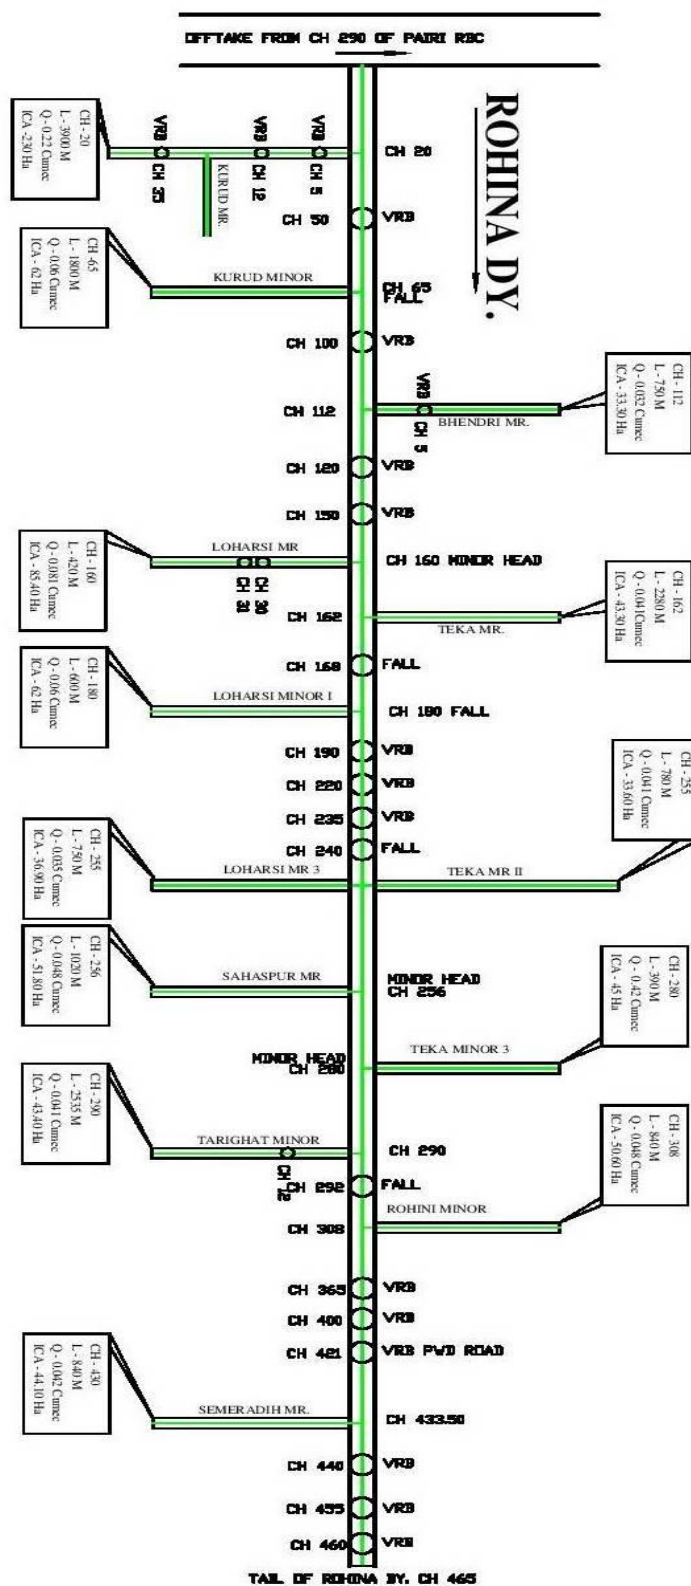 OFFTAKE FROM CH 290 OF PAIRI RBC
ROHINA DY.
CH 20
VRB
CH 5
VRB
CH 12
VRB
CH 35
KURUD MR.
CH -20
L - 3900 M
Q - 0.22 Cumec
ICA -230 Ha
CH 50
VRB
CH 65
FALL
KURUD MINOR
CH -65
L - 1800 M
Q - 0.06 Cumec
ICA - 62 Ha
CH 100
VRB
CH 112
VRB
CH 5
BHENDRI MR.
CH - 112
L - 750 M
Q - 0.032 Cumec
ICA - 33.30 Ha
CH 120
VRB
CH 150
VRB
LOHARSI MR
CH 30
CH 31
CH 160 MINOR HEAD
CH - 160
L - 420 M
Q - 0.081 Cumec
ICA - 85.40 Ha
CH 162
TEKA MR.
CH - 162
L - 2280 M
Q - 0.041Cumec
ICA - 43.30 Ha
CH 168
FALL
LOHARSI MINOR I
CH 180 FALL
CH - 180
L - 600 M
Q - 0.06 Cumec
ICA - 62 Ha
CH 190
VRB
CH 220
VRB
CH 235
VRB
CH 240
FALL
LOHARSI MR 3
CH - 255
L - 750 M
Q - 0.035 Cumec
ICA - 36.90 Ha
TEKA MR II
CH - 255
L - 780 M
Q - 0.041 Cumec
ICA - 33.60 Ha
SAHASPUR MR
MINOR HEAD
CH 256
CH - 256
L - 1020 M
Q - 0.048 Cumec
ICA - 51.80 Ha
MINOR HEAD
CH 280
TEKA MINOR 3
CH - 280
L - 390 M
Q - 0.42 Cumec
ICA - 45 Ha
TARIGHAT MINOR
CH 12
CH 290
CH - 290
L - 2535 M
Q - 0.041 Cumec
ICA - 43.40 Ha
CH 292
FALL
CH 308
ROHINI MINOR
CH - 308
L - 840 M
Q - 0.048 Cumec
ICA - 50.60 Ha
CH 365
VRB
CH 400
VRB
CH 421
VRB PWD ROAD
SEMERADIH MR.
CH 433.50
CH - 430
L - 840 M
Q - 0.042 Cumec
ICA - 44.10 Ha
CH 440
VRB
CH 455
VRB
CH 460
VRB
TAIL OF ROHINA BY. CH 465